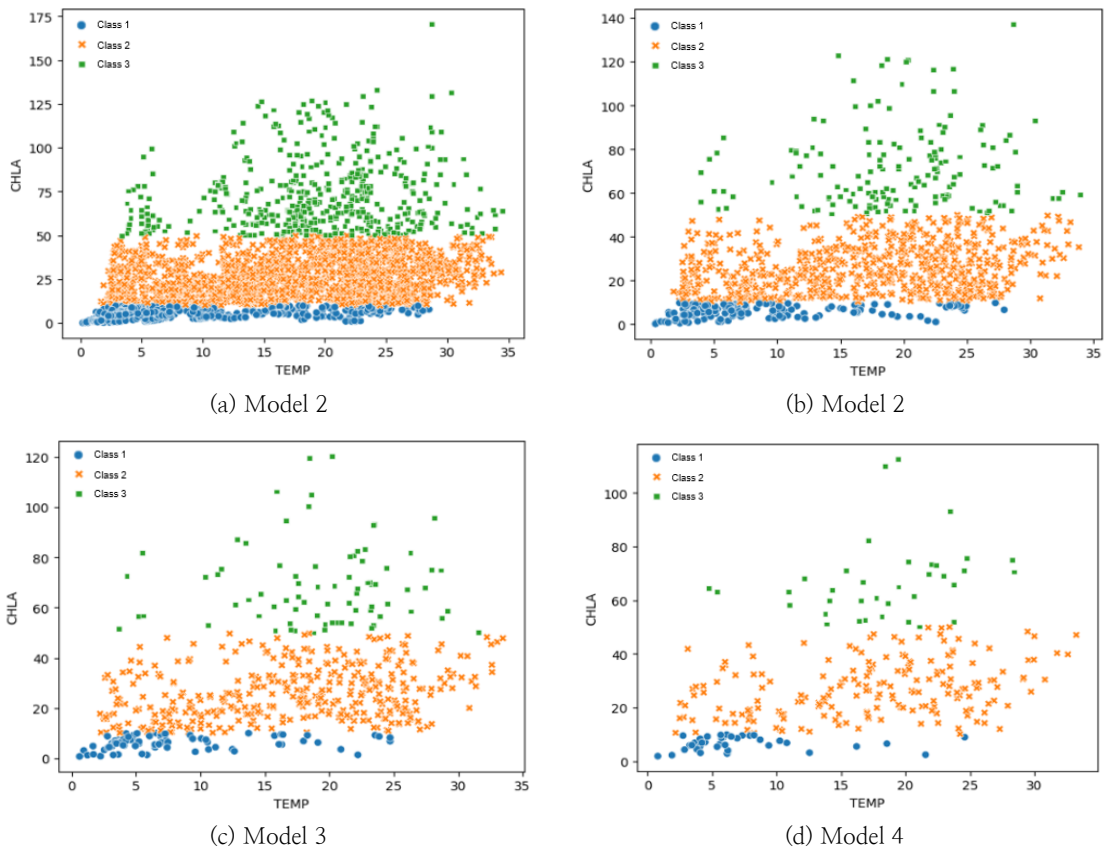 175
150
125
100
75
50
25
0
CHLA
Class 1
Class 2
Class 3
0 5 10 15 20 25 30 35
TEMP
(a) Model 2
140
120
100
80
60
40
20
0
CHLA
Class 1
Class 2
Class 3
0 5 10 15 20 25 30 35
TEMP
(b) Model 2
120
100
80
60
40
20
0
CHLA
Class 1
Class 2
Class 3
0 5 10 15 20 25 30 35
TEMP
(c) Model 3
100
80
60
40
20
0
CHLA
Class 1
Class 2
Class 3
0 5 10 15 20 25 30
TEMP
(d) Model 4